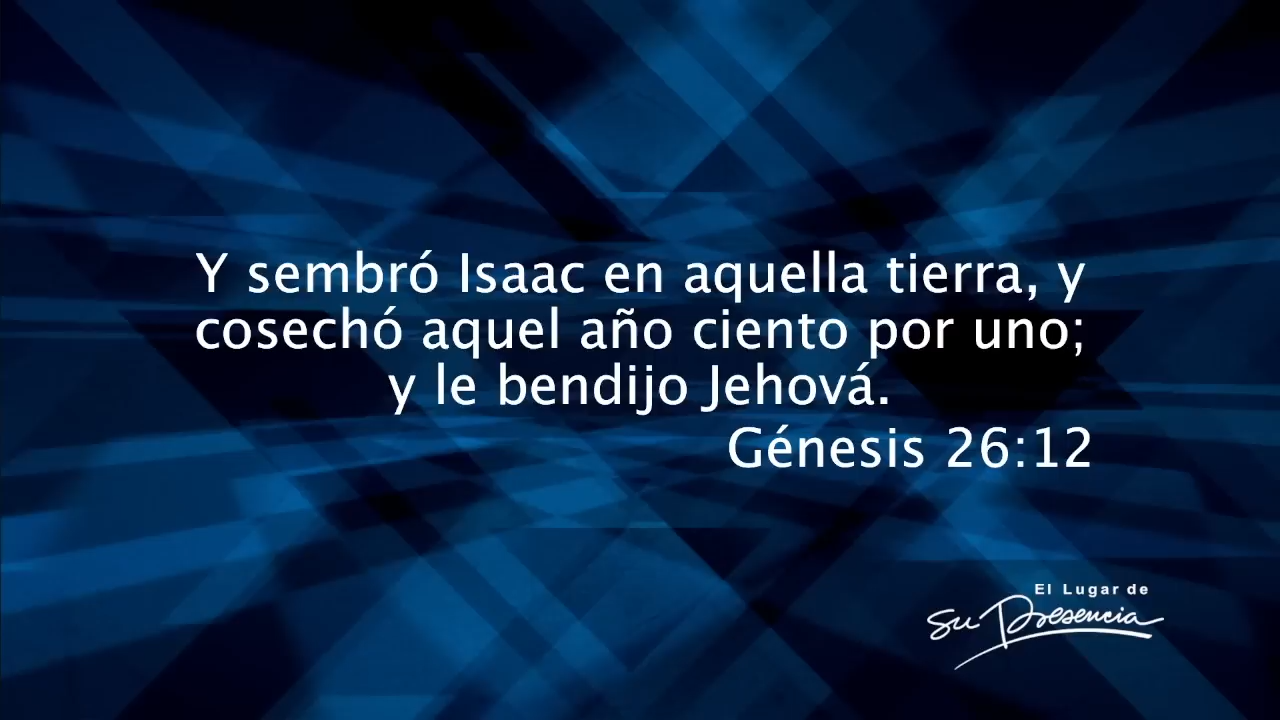 Y sembró Isaac en aquella tierra, y
cosechó aquel año ciento por uno;
y le bendijo Jehová.
Génesis 26:12
El Lugar de
Su Presencia